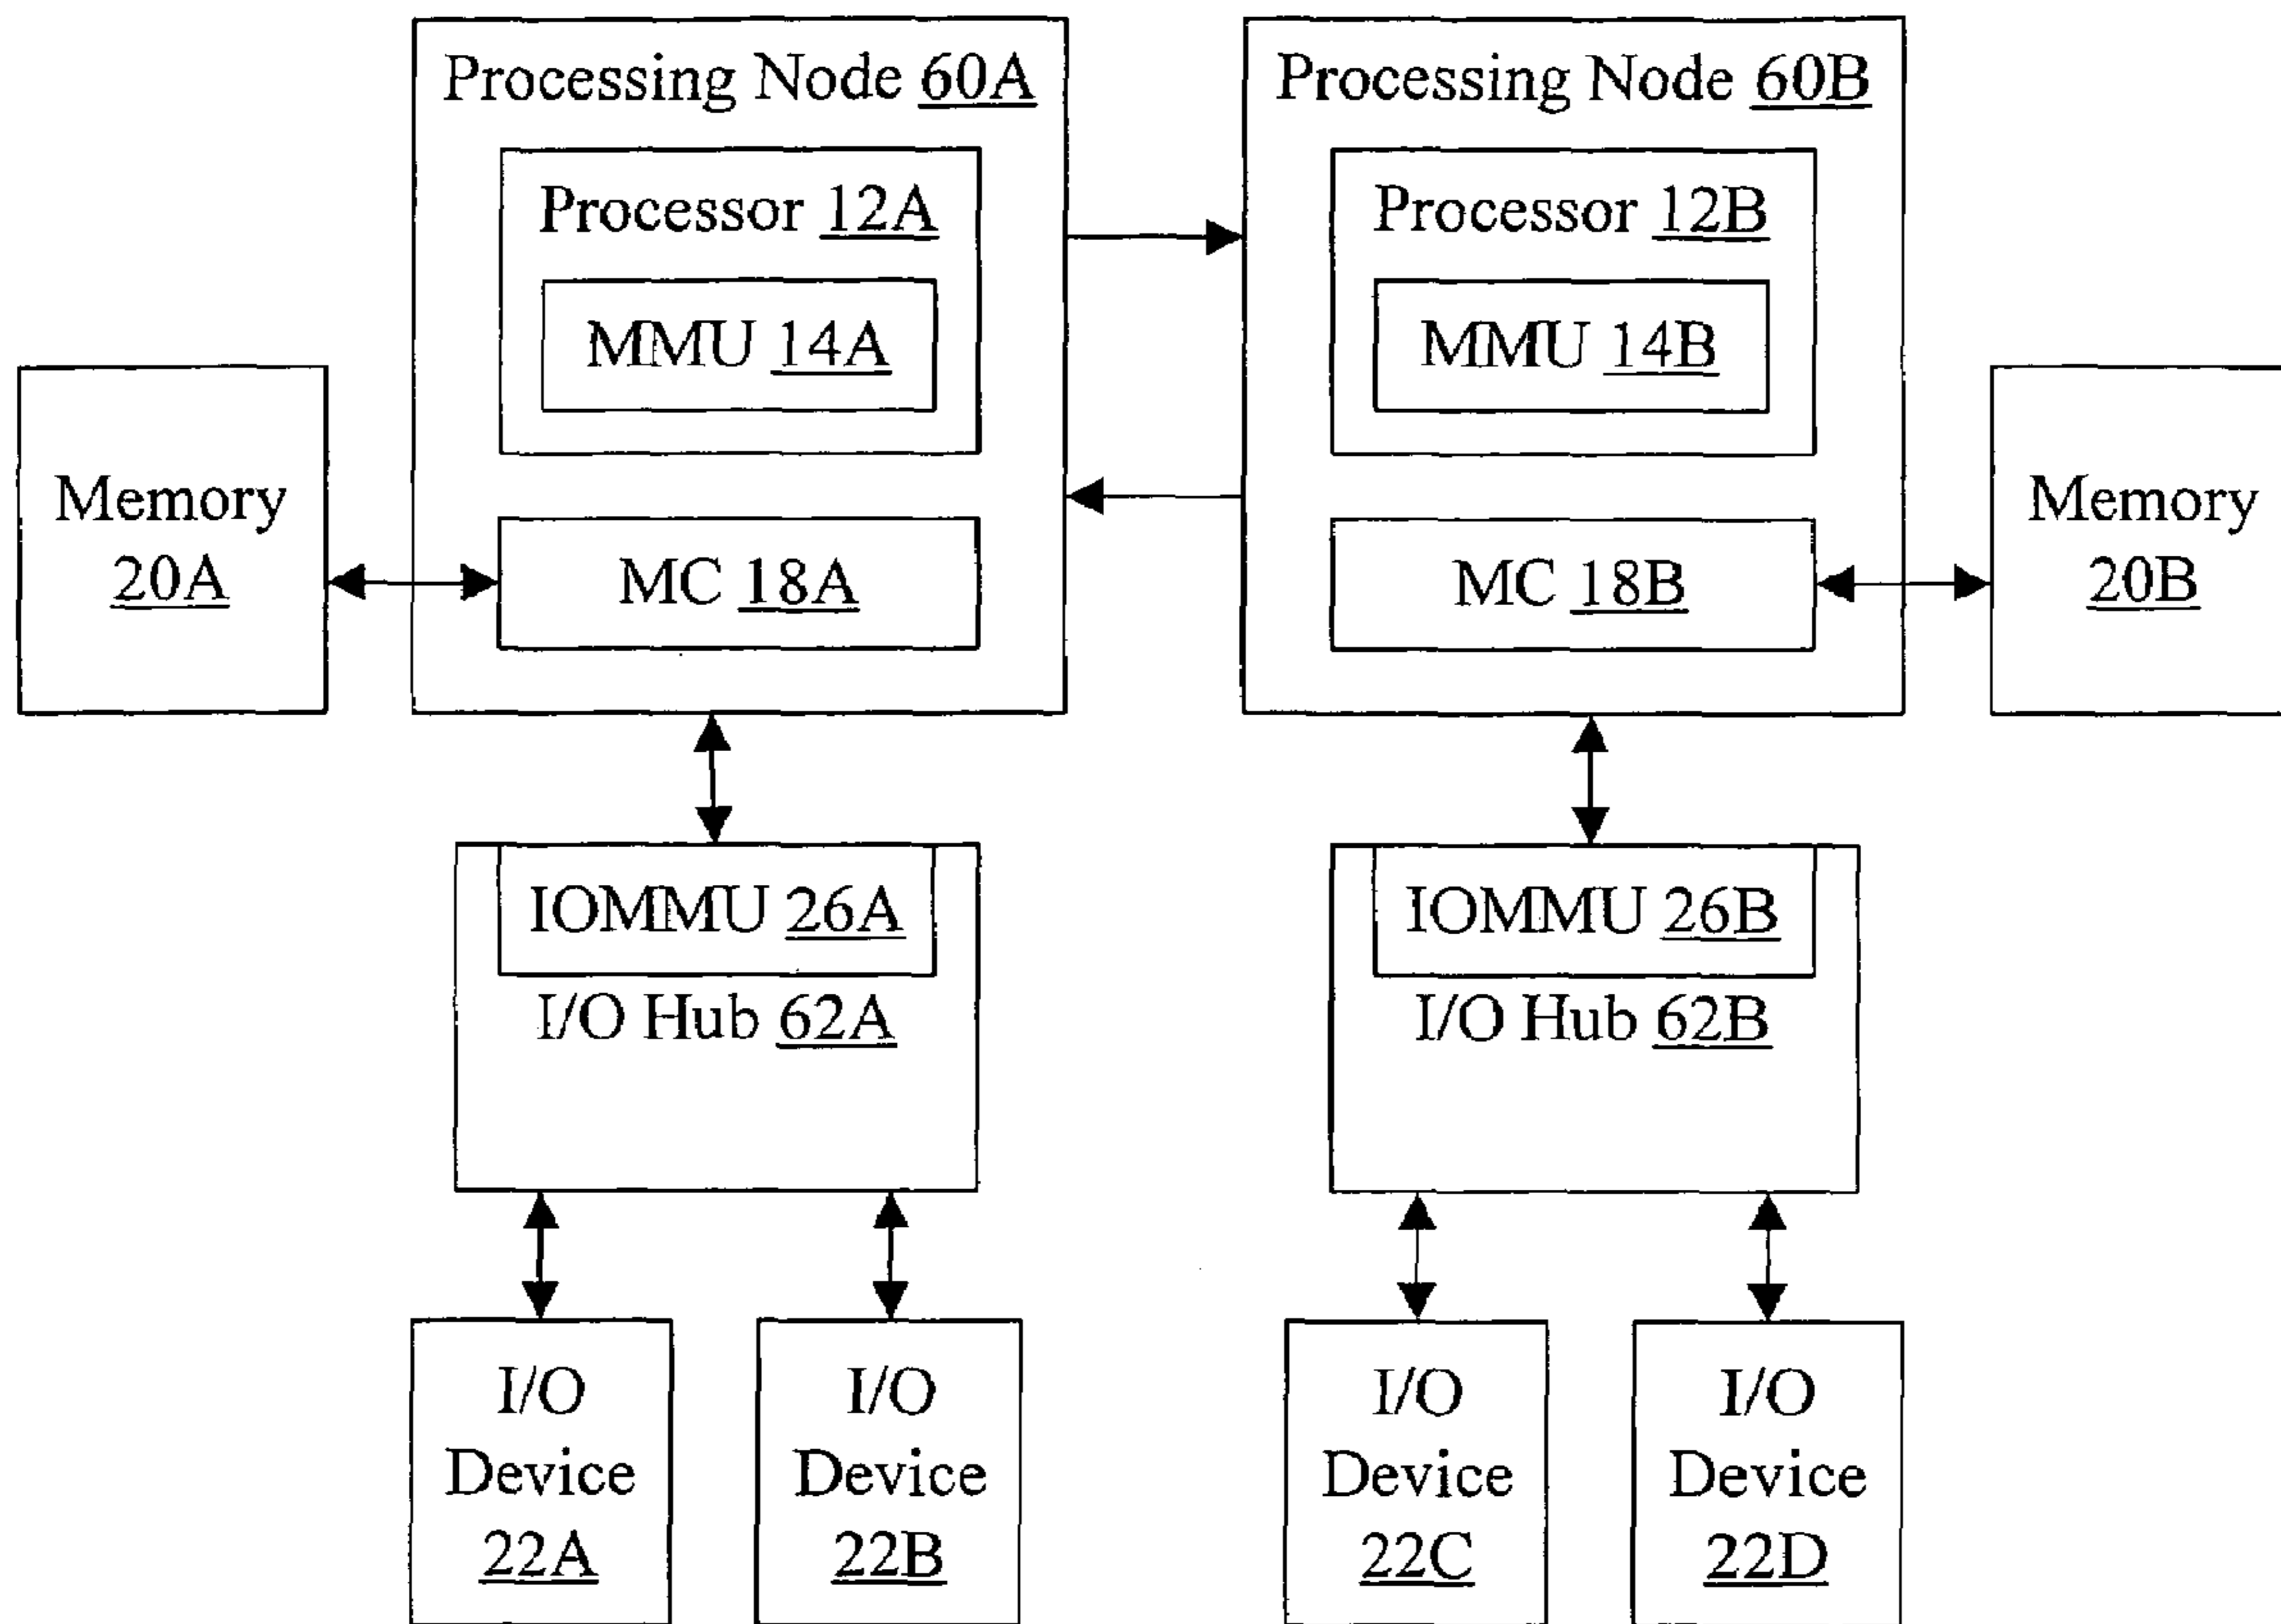 Processing Node 60A
Processor 12A
MMU 14A
MC 18A
Memory
20A
Processing Node 60B
Processor 12B
MMU 14B
MC 18B
Memory
20B
IOMMU 26A
I/O Hub 62A
IOMMU 26B
I/O Hub 62B
I/O
Device
22A
I/O
Device
22B
I/O
Device
22C
I/O
Device
22D